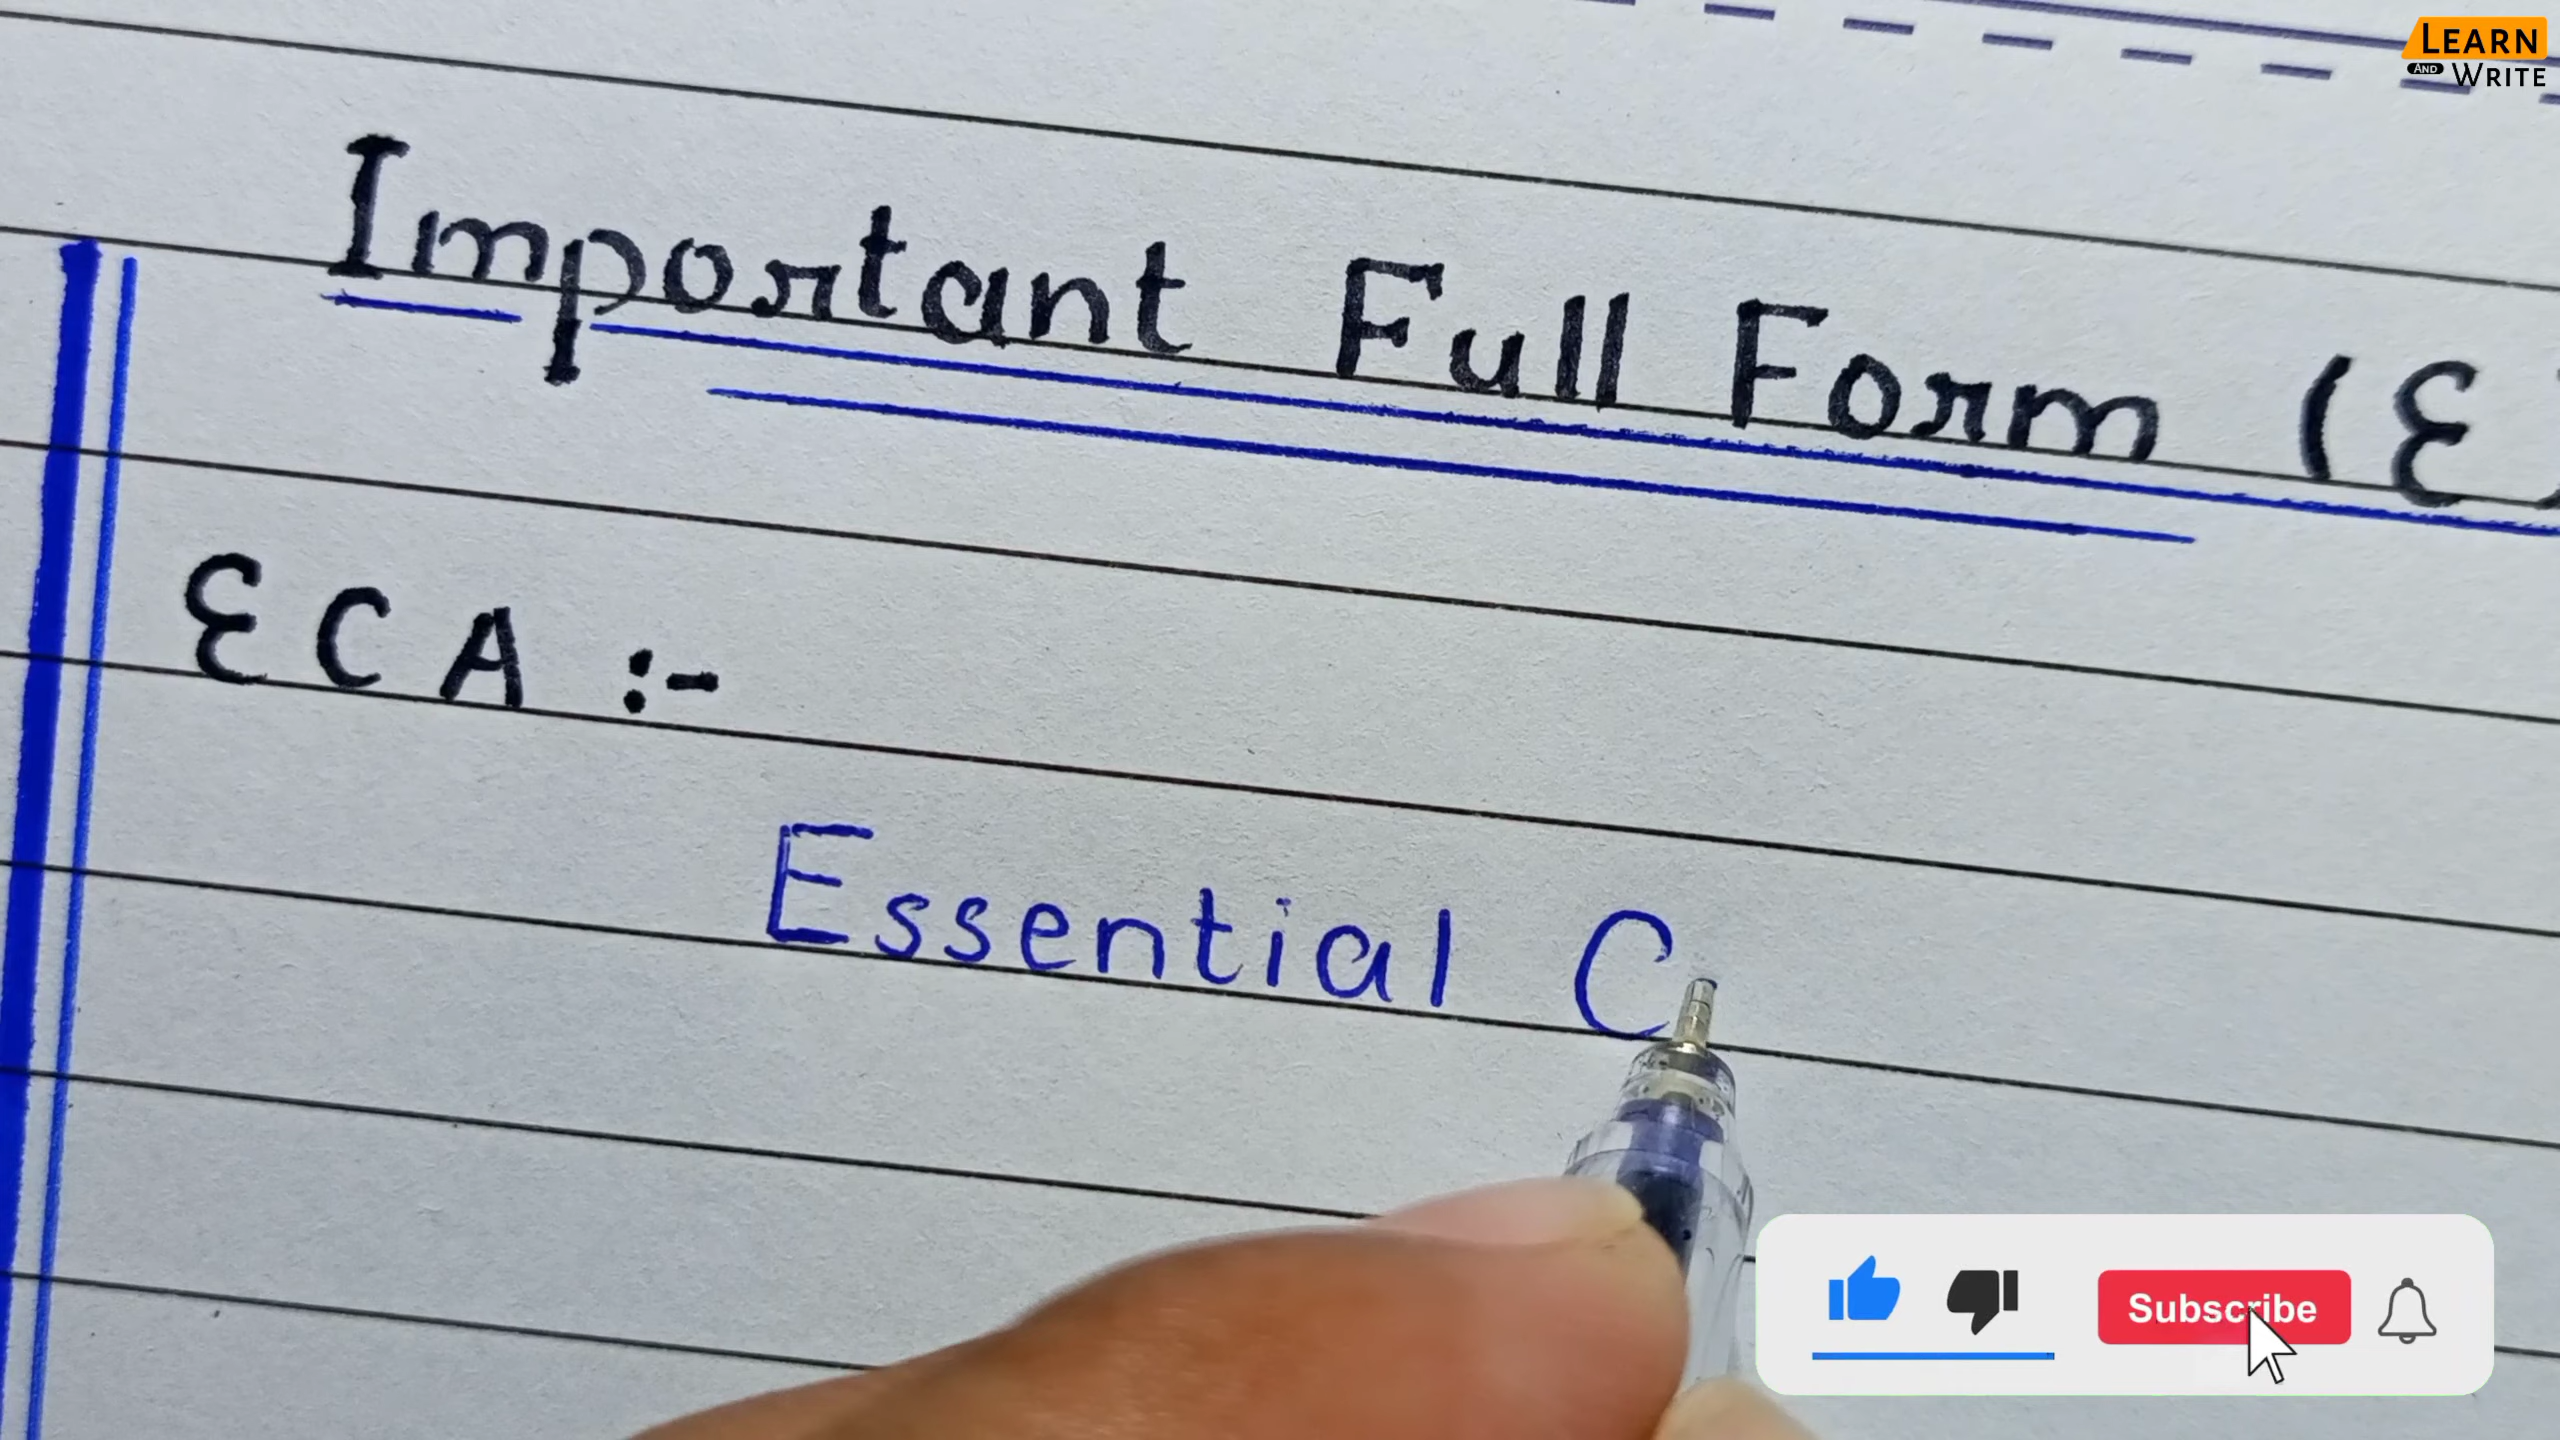 LEARN
AND WRITE
Important Full Form (E)
ECA :-
Essential C
Subscribe